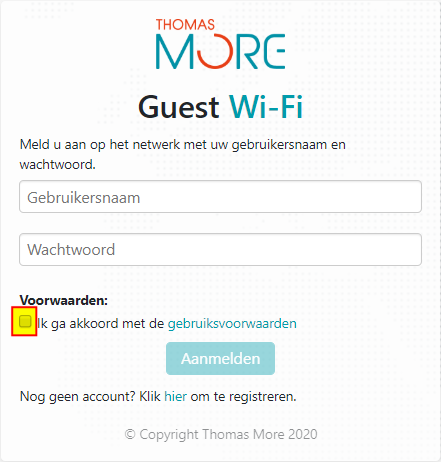 THOMAS
MORE
Guest Wi-Fi
Meld u aan op het netwerk met uw gebruikersnaam en
wachtwoord.
Gebruikersnaam
Wachtwoord
Voorwaarden:
Ik ga akkoord met de gebruiksvoorwaarden
Aanmelden
Nog geen account? Klik hier om te registreren.
© Copyright Thomas More 2020